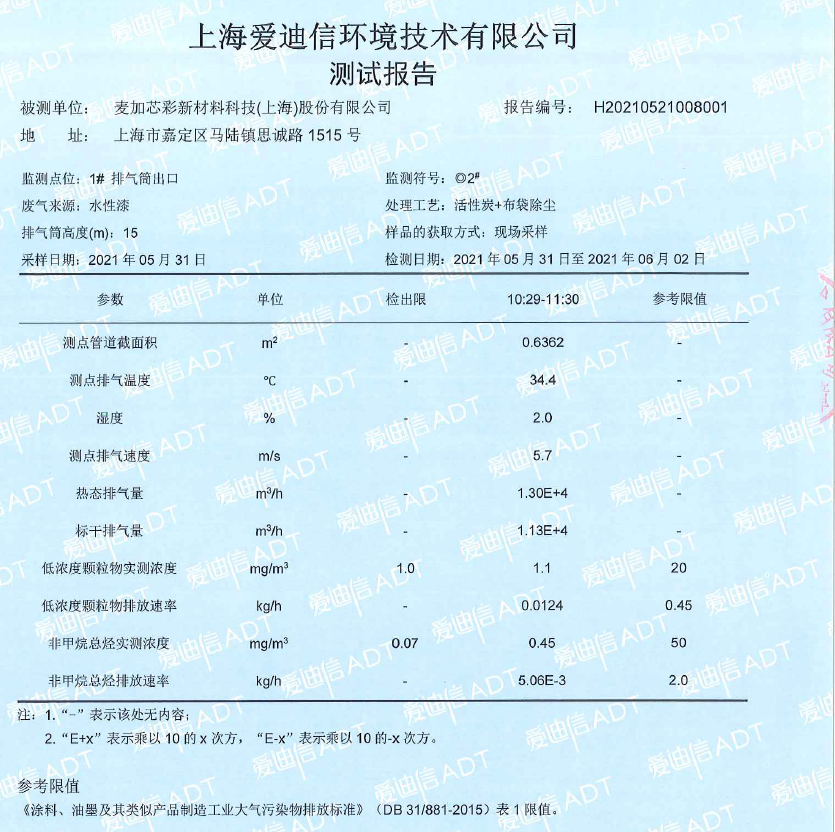 上海爱迪信环境技术有限公司
测试报告
被测单位： 麦加芯彩新材料科技(上海)股份有限公司 报告编号： H20210521008001
地 址： 上海市嘉定区马陆镇思诚路 1515 号
监测点位：1# 排气筒出口 监测符号：◎2#
废气来源：水性漆 处理工艺：活性炭+布袋除尘
排气筒高度(m)：15 样品的获取方式：现场采样
采样日期：2021 年 05 月 31 日 检测日期：2021 年 05 月 31 日至 2021 年 06 月 02 日
参数 单位 检出限 10:29-11:30 参考限值
测点管道截面积 m² - 0.6362 -
测点排气温度 ℃ - 34.4 -
湿度 % - 2.0 -
测点排气速度 m/s - 5.7 -
热态排气量 m³/h - 1.30E+4 -
标干排气量 m³/h - 1.13E+4 -
低浓度颗粒物实测浓度 mg/m³ 1.0 1.1 20
低浓度颗粒物排放速率 kg/h - 0.0124 0.45
非甲烷总烃实测浓度 mg/m³ 0.07 0.45 50
非甲烷总烃排放速率 kg/h - 5.06E-3 2.0
注：1. “-” 表示该处无内容；
2. “E+x” 表示乘以 10 的 x 次方，“E-x” 表示乘以 10 的-x 次方。
参考限值
《涂料、油墨及其类似产品制造工业大气污染物排放标准》（DB 31/881-2015）表 1 限值。
爱迪信 ADT